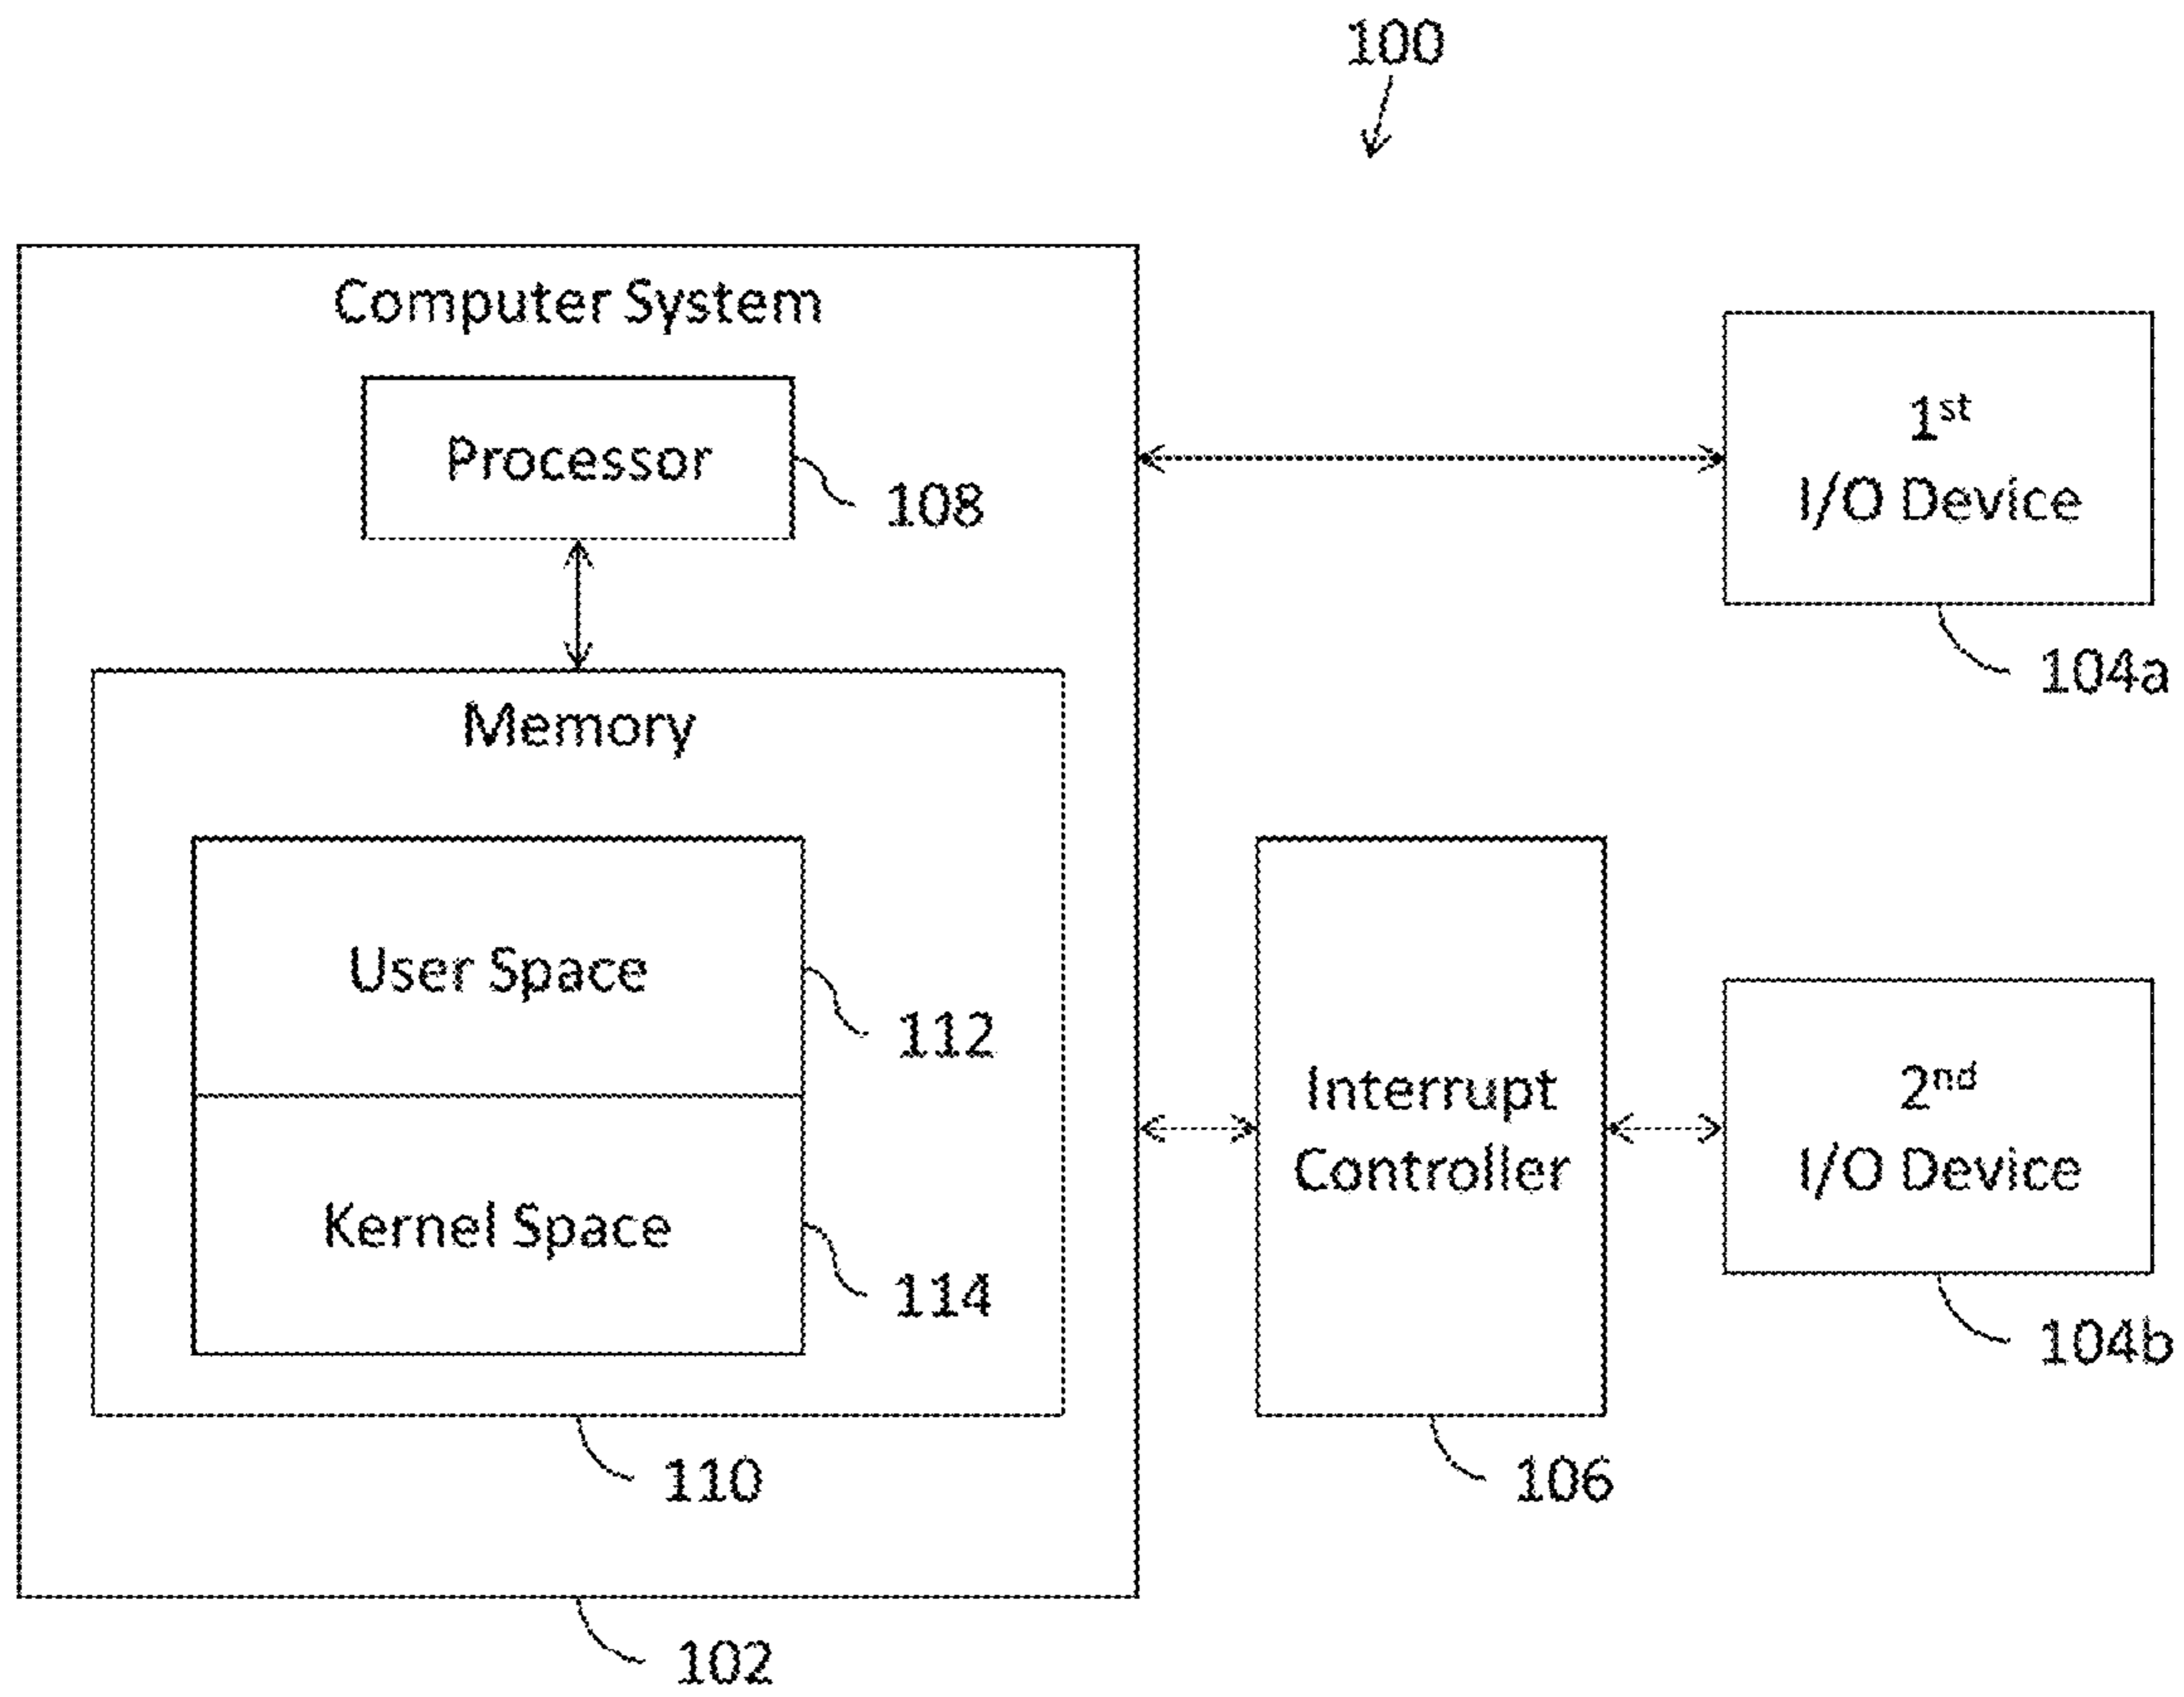 100
Computer System
Processor
108
1st
I/O Device
104a
Memory
User Space
112
Kernel Space
114
110
102
Interrupt
Controller
106
2nd
I/O Device
104b